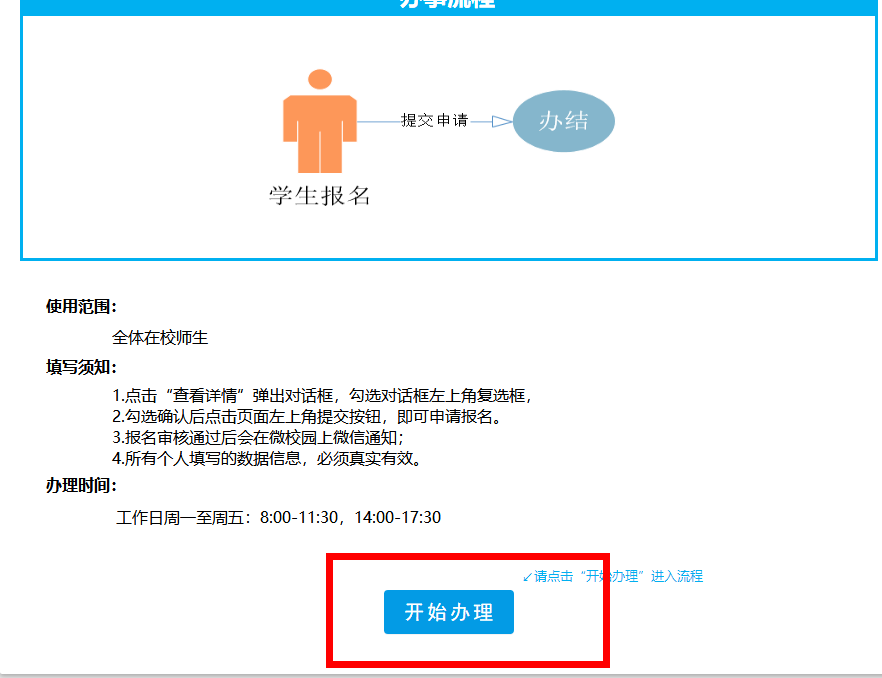 办事流程
提交申请
办结
学生报名
使用范围：
全体在校师生
填写须知：
1.点击“查看详情”弹出对话框，勾选对话框左上角复选框，
2.勾选确认后点击页面左上角提交按钮，即可申请报名。
3.报名审核通过后会在微校园上微信通知；
4.所有个人填写的数据信息，必须真实有效。
办理时间：
工作日周一至周五：8:00-11:30，14:00-17:30
↙请点击“开始办理”进入流程
开始办理